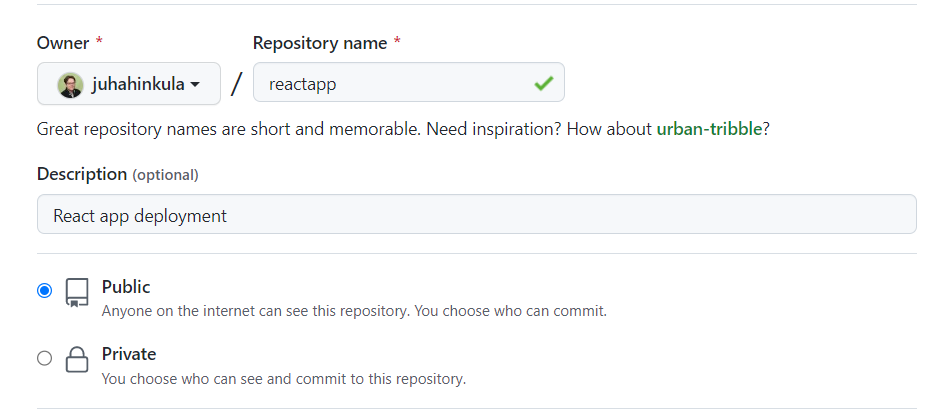 Owner *
Repository name *
juhahinkula / reactapp
Great repository names are short and memorable. Need inspiration? How about urban-tribble?
Description (optional)
React app deployment
Public
Anyone on the internet can see this repository. You choose who can commit.
Private
You choose who can see and commit to this repository.